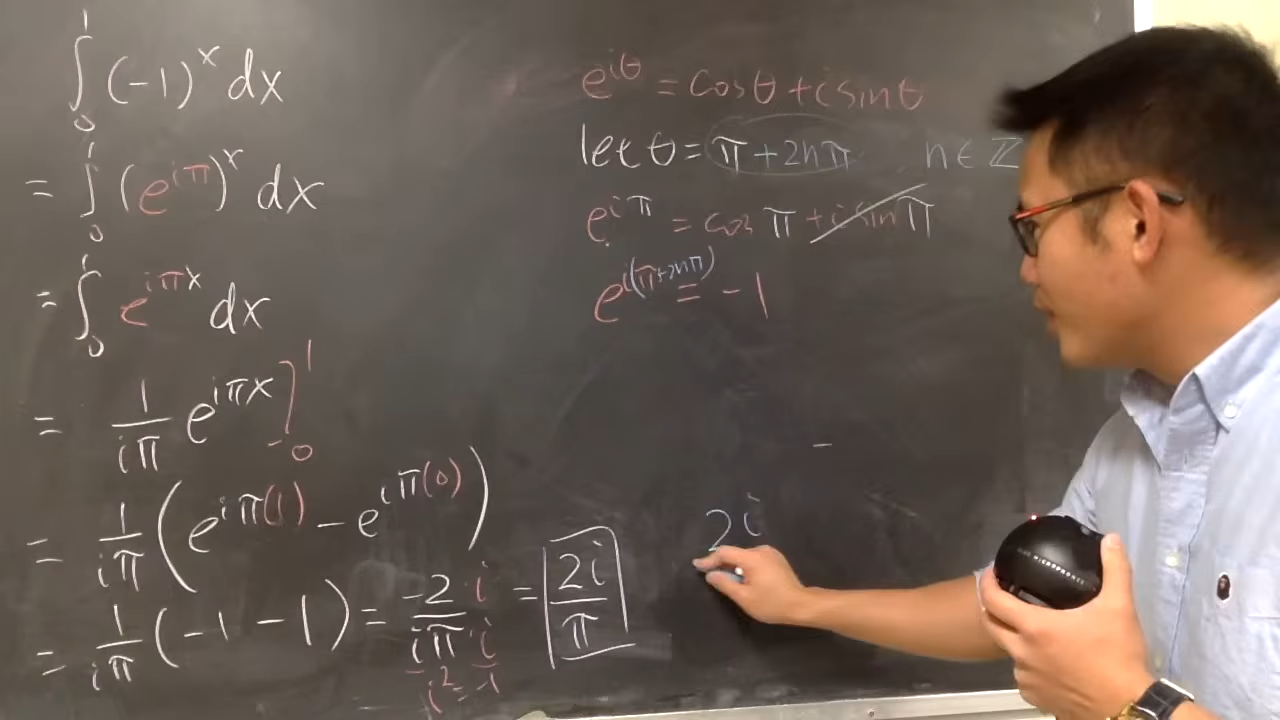 ∫₀¹ (-1)^x dx
= ∫₀¹ (e^{iπ})^x dx
= ∫₀¹ e^{iπx} dx
= 1/(iπ) e^{iπx} ]₀¹
= 1/(iπ) (e^{iπ(1)} - e^{iπ(0)})
= 1/(iπ) (-1 - 1) = -2/(iπ) i/i = 2i/π
i² = -1
e^{iθ} = cosθ + i sinθ
let θ = π + 2nπ, n ∈ ℤ
e^{iπ} = cos π + i sin π
e^{i(π+2nπ)} = -1
2i